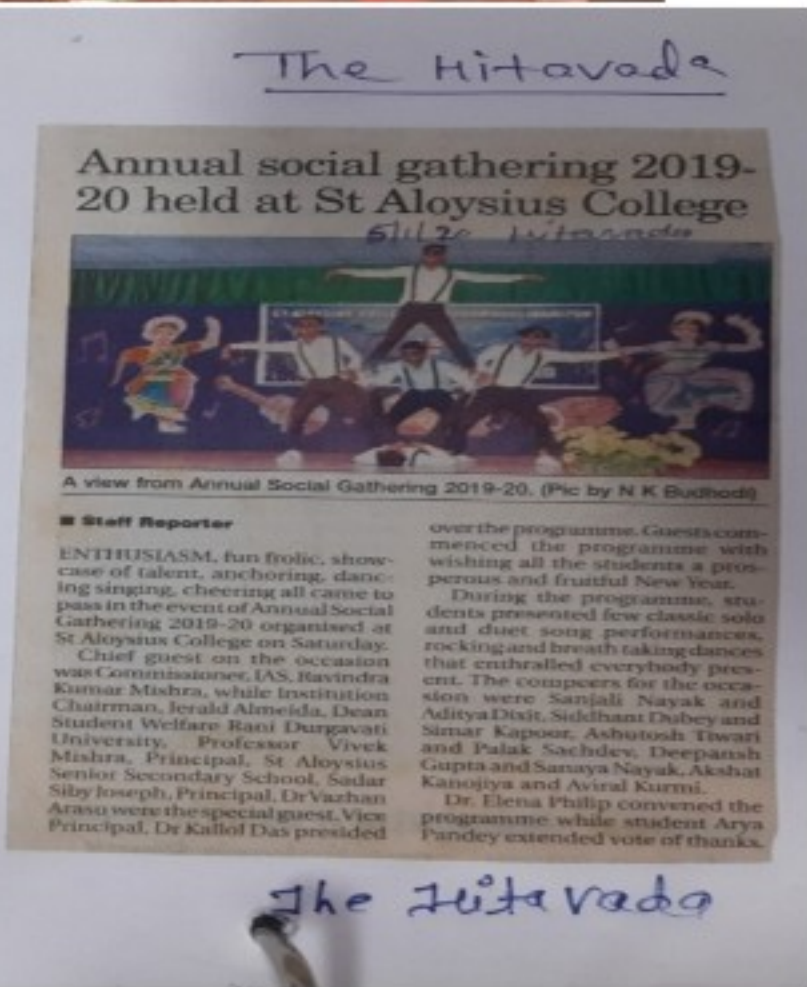 The Hitavada
Annual social gathering 2019-
20 held at St Aloysius College
5/1/20 Hitavada
A view from Annual Social Gathering 2019-20. (Pic by N K Budhodi)
■ Staff Reporter
ENTHUSIASM, fun frolic, show-
case of talent, anchoring, danc-
ing singing, cheering all came to
pass in the event of Annual Social
Gathering 2019-20 organised at
St Aloysius College on Saturday.
Chief guest on the occasion
was Commissioner, IAS, Ravindra
Kumar Mishra, while Institution
Chairman, Jerald Almeida, Dean
Student Welfare Rani Durgavati
University, Professor Vivek
Mishra, Principal, St Aloysius
Senior Secondary School, Sadar
Siby Joseph, Principal, Dr Vazhan
Arasu were the special guest. Vice
Principal, Dr Kallol Das presided
over the programme. Guests com-
menced the programme with
wishing all the students a pros-
perous and fruitful New Year.
During the programme, stu-
dents presented few classic solo
and duet song performances,
rocking and breath taking dances
that enthralled everybody pres-
ent. The compeers for the occa-
sion were Sanjali Nayak and
Aditya Dixit, Siddhant Dubey and
Simar Kapoor, Ashutosh Tiwari
and Palak Sachdev, Deepansh
Gupta and Sanaya Nayak, Akshat
Kanojiya and Aviral Kurmi.
Dr. Elena Philip convened the
programme while student Arya
Pandey extended vote of thanks.
The Hitavada